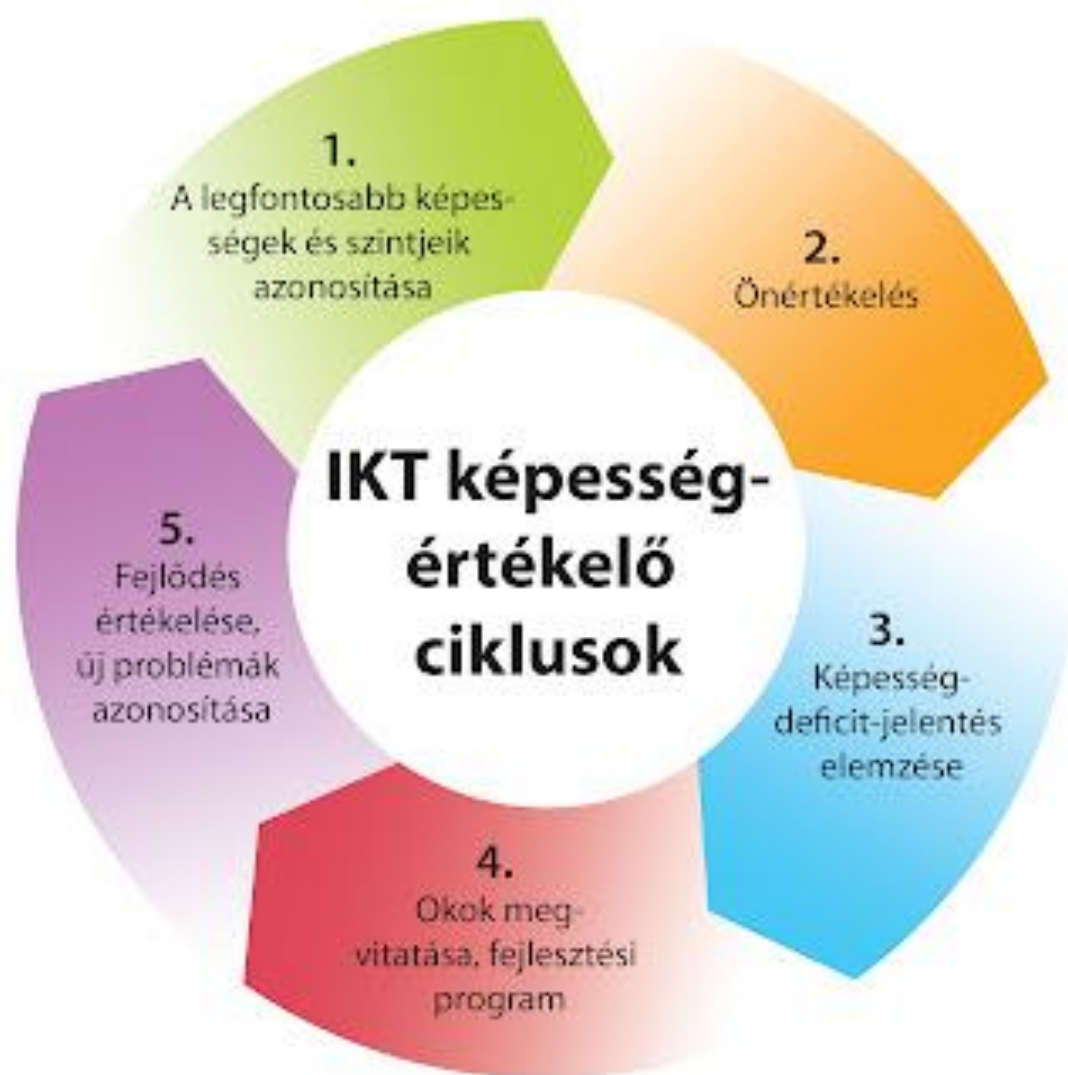 1.
A legfontosabb képes-
ségek és szintjeik
azonosítása
2.
Önértékelés
IKT képesség-
értékelő
ciklusok
3.
Képesség-
deficit-jelentés
elemzése
4.
Okok meg-
vitatása, fejlesztési
program
5.
Fejlődés
értékelése,
új problémák
azonosítása